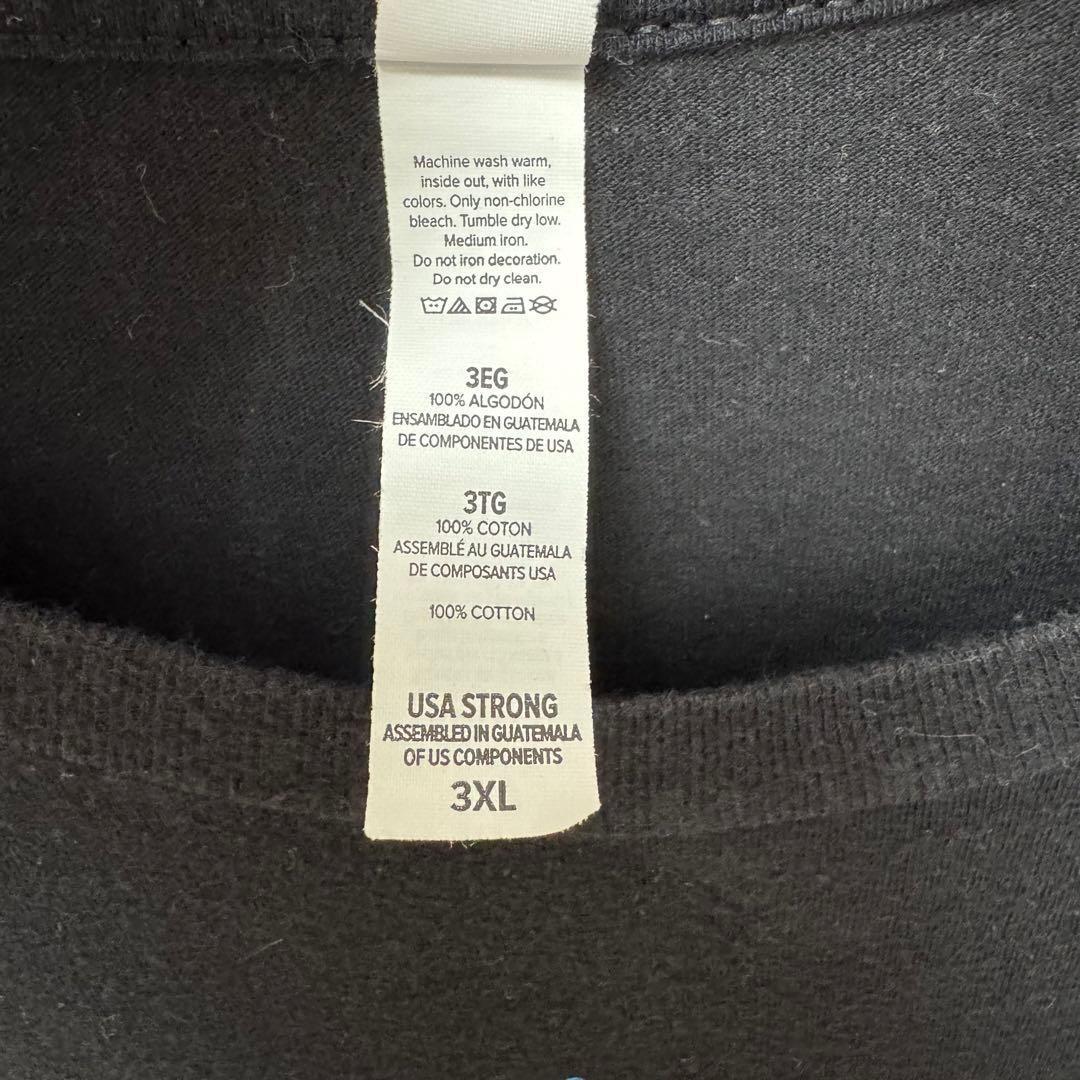 Machine wash warm,
inside out, with like
colors. Only non-chlorine
bleach. Tumble dry low.
Medium iron.
Do not iron decoration.
Do not dry clean.
3EG
100% ALGODÓN
ENSAMBLADO EN GUATEMALA
DE COMPONENTES DE USA
3TG
100% COTON
ASSEMBLÉ AU GUATEMALA
DE COMPOSANTS USA
100% COTTON
USA STRONG
ASSEMBLED IN GUATEMALA
OF US COMPONENTS
3XL